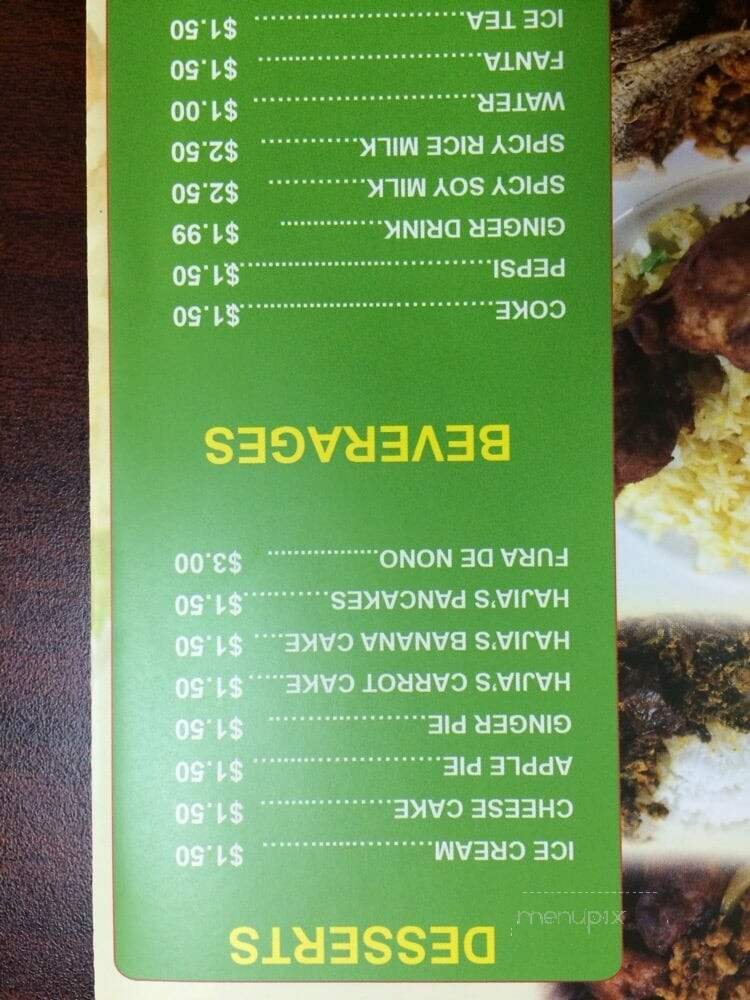 DESSERTS
ICE CREAM.......................$1.50
CHEESE CAKE..................$1.50
APPLE PIE.........................$1.50
GINGER PIE......................$1.50
HAJIA'S CARROT CAKE.....$1.50
HAJIA'S BANANA CAKE....$1.50
HAJIA'S PANCAKES............$1.50
FURA DE NONO..................$3.00
BEVERAGES
COKE....................................$1.50
PEPSI....................................$1.50
GINGER DRINK................$1.99
SPICY SOY MILK..............$2.50
SPICY RICE MILK..............$2.50
WATER..............................$1.00
FANTA..............................$1.50
ICE TEA............................$1.50
menupix